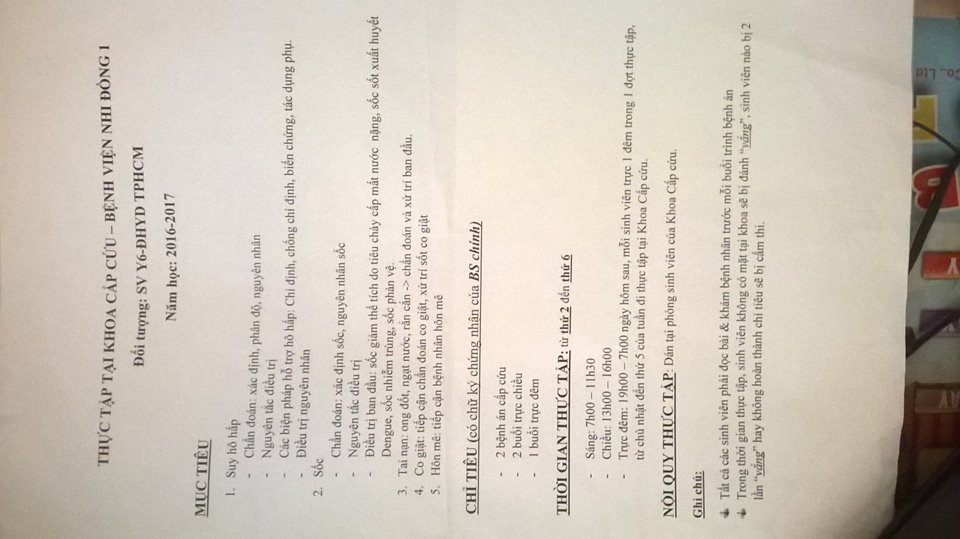 THỰC TẬP TẠI KHOA CẤP CỨU – BỆNH VIỆN NHI ĐỒNG 1
Đối tượng: SV Y6-ĐHYD TPHCM
Năm học: 2016-2017
MỤC TIÊU
1. Suy hô hấp
- Chẩn đoán: xác định, phân độ, nguyên nhân
- Nguyên tắc điều trị
- Các biện pháp hỗ trợ hô hấp: Chỉ định, chống chỉ định, biến chứng, tác dụng phụ.
- Điều trị nguyên nhân
2. Sốc
- Chẩn đoán: xác định sốc, nguyên nhân sốc
- Nguyên tắc điều trị
- Điều trị ban đầu: sốc giảm thể tích do tiêu chảy cấp mất nước nặng, sốc sốt xuất huyết
Dengue, sốc nhiễm trung, sốc phản vệ.
3. Tai nạn: ong đốt, ngạt nước, rắn cắn -> chẩn đoán và xử trí ban đầu.
4. Co giật: tiếp cận chẩn đoán co giật, xử trí sốt co giật
5. Hôn mê: tiếp cận bệnh nhân hôn mê
CHỈ TIÊU (có chữ ký chứng nhận của BS chính)
- 2 bệnh án cấp cứu
- 2 buổi trực chiều
- 1 buổi trực đêm
THỜI GIAN THỰC TẬP: từ thứ 2 đến thứ 6
- Sáng: 7h00 – 11h30
- Chiều: 13h00 – 16h00
- Trực đêm: 19h00 – 7h00 ngày hôm sau, mỗi sinh viên trực 1 đêm trong 1 đợt thực tập,
từ chủ nhật đến thứ 5 của tuần đi thực tập tại Khoa Cấp cứu.
NỘI QUY THỰC TẬP: Dán tại phòng sinh viên của Khoa Cấp cứu.
Ghi chú:
Tất cả các sinh viên phải đọc bài & khám bệnh nhân trước mỗi buổi trình bệnh án
Trong thời gian thực tập, sinh viên không có mặt tại khoa sẽ bị đánh "vắng", sinh viên nào bị 2
lần "vắng" hay không hoàn thành chỉ tiêu sẽ bị cấm thi.
Co., Ltd
B
Y